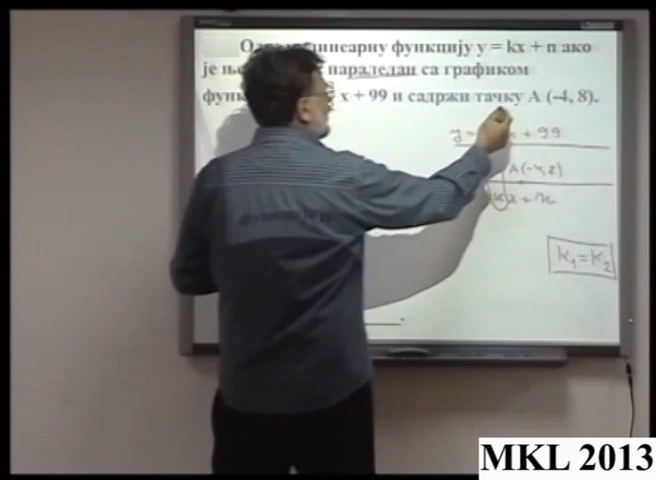 линеарну функцију y = kx + n ако
је паралелан са графиком
x + 99 и садржи тачку A (-4, 8).
y = x + 99
A(-4, 8)
kx + n
k₁ = k₂
MKL 2013